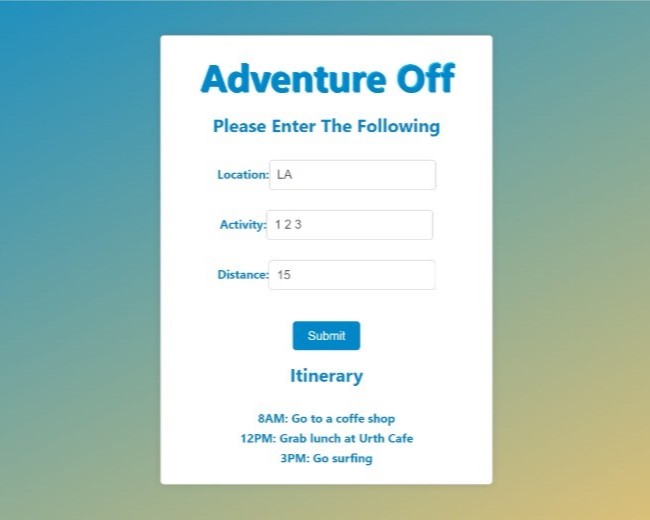 Adventure Off
Please Enter The Following
Location: LA
Activity: 1 2 3
Distance: 15
Submit
Itinerary
8AM: Go to a coffe shop
12PM: Grab lunch at Urth Cafe
3PM: Go surfing